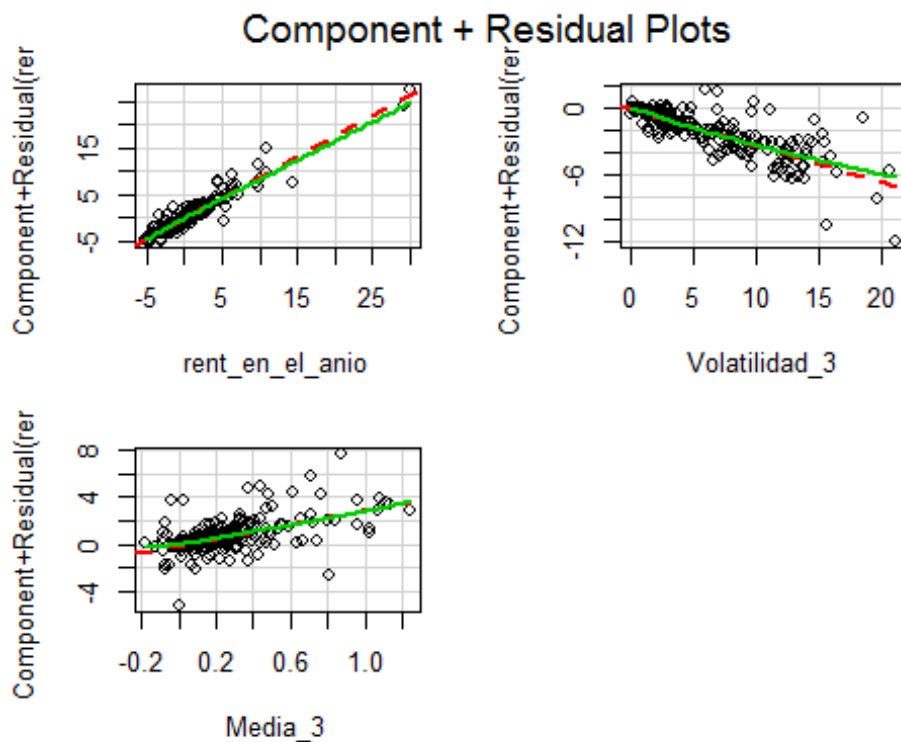 Component + Residual Plots
Component+Residual(rer
15
5
-5
-5 5 15 25
rent_en_el_anio
Component+Residual(rer
0
-6
-12
0 5 10 15 20
Volatilidad_3
Component+Residual(rer
8
4
0
-4
-0.2 0.2 0.6 1.0
Media_3